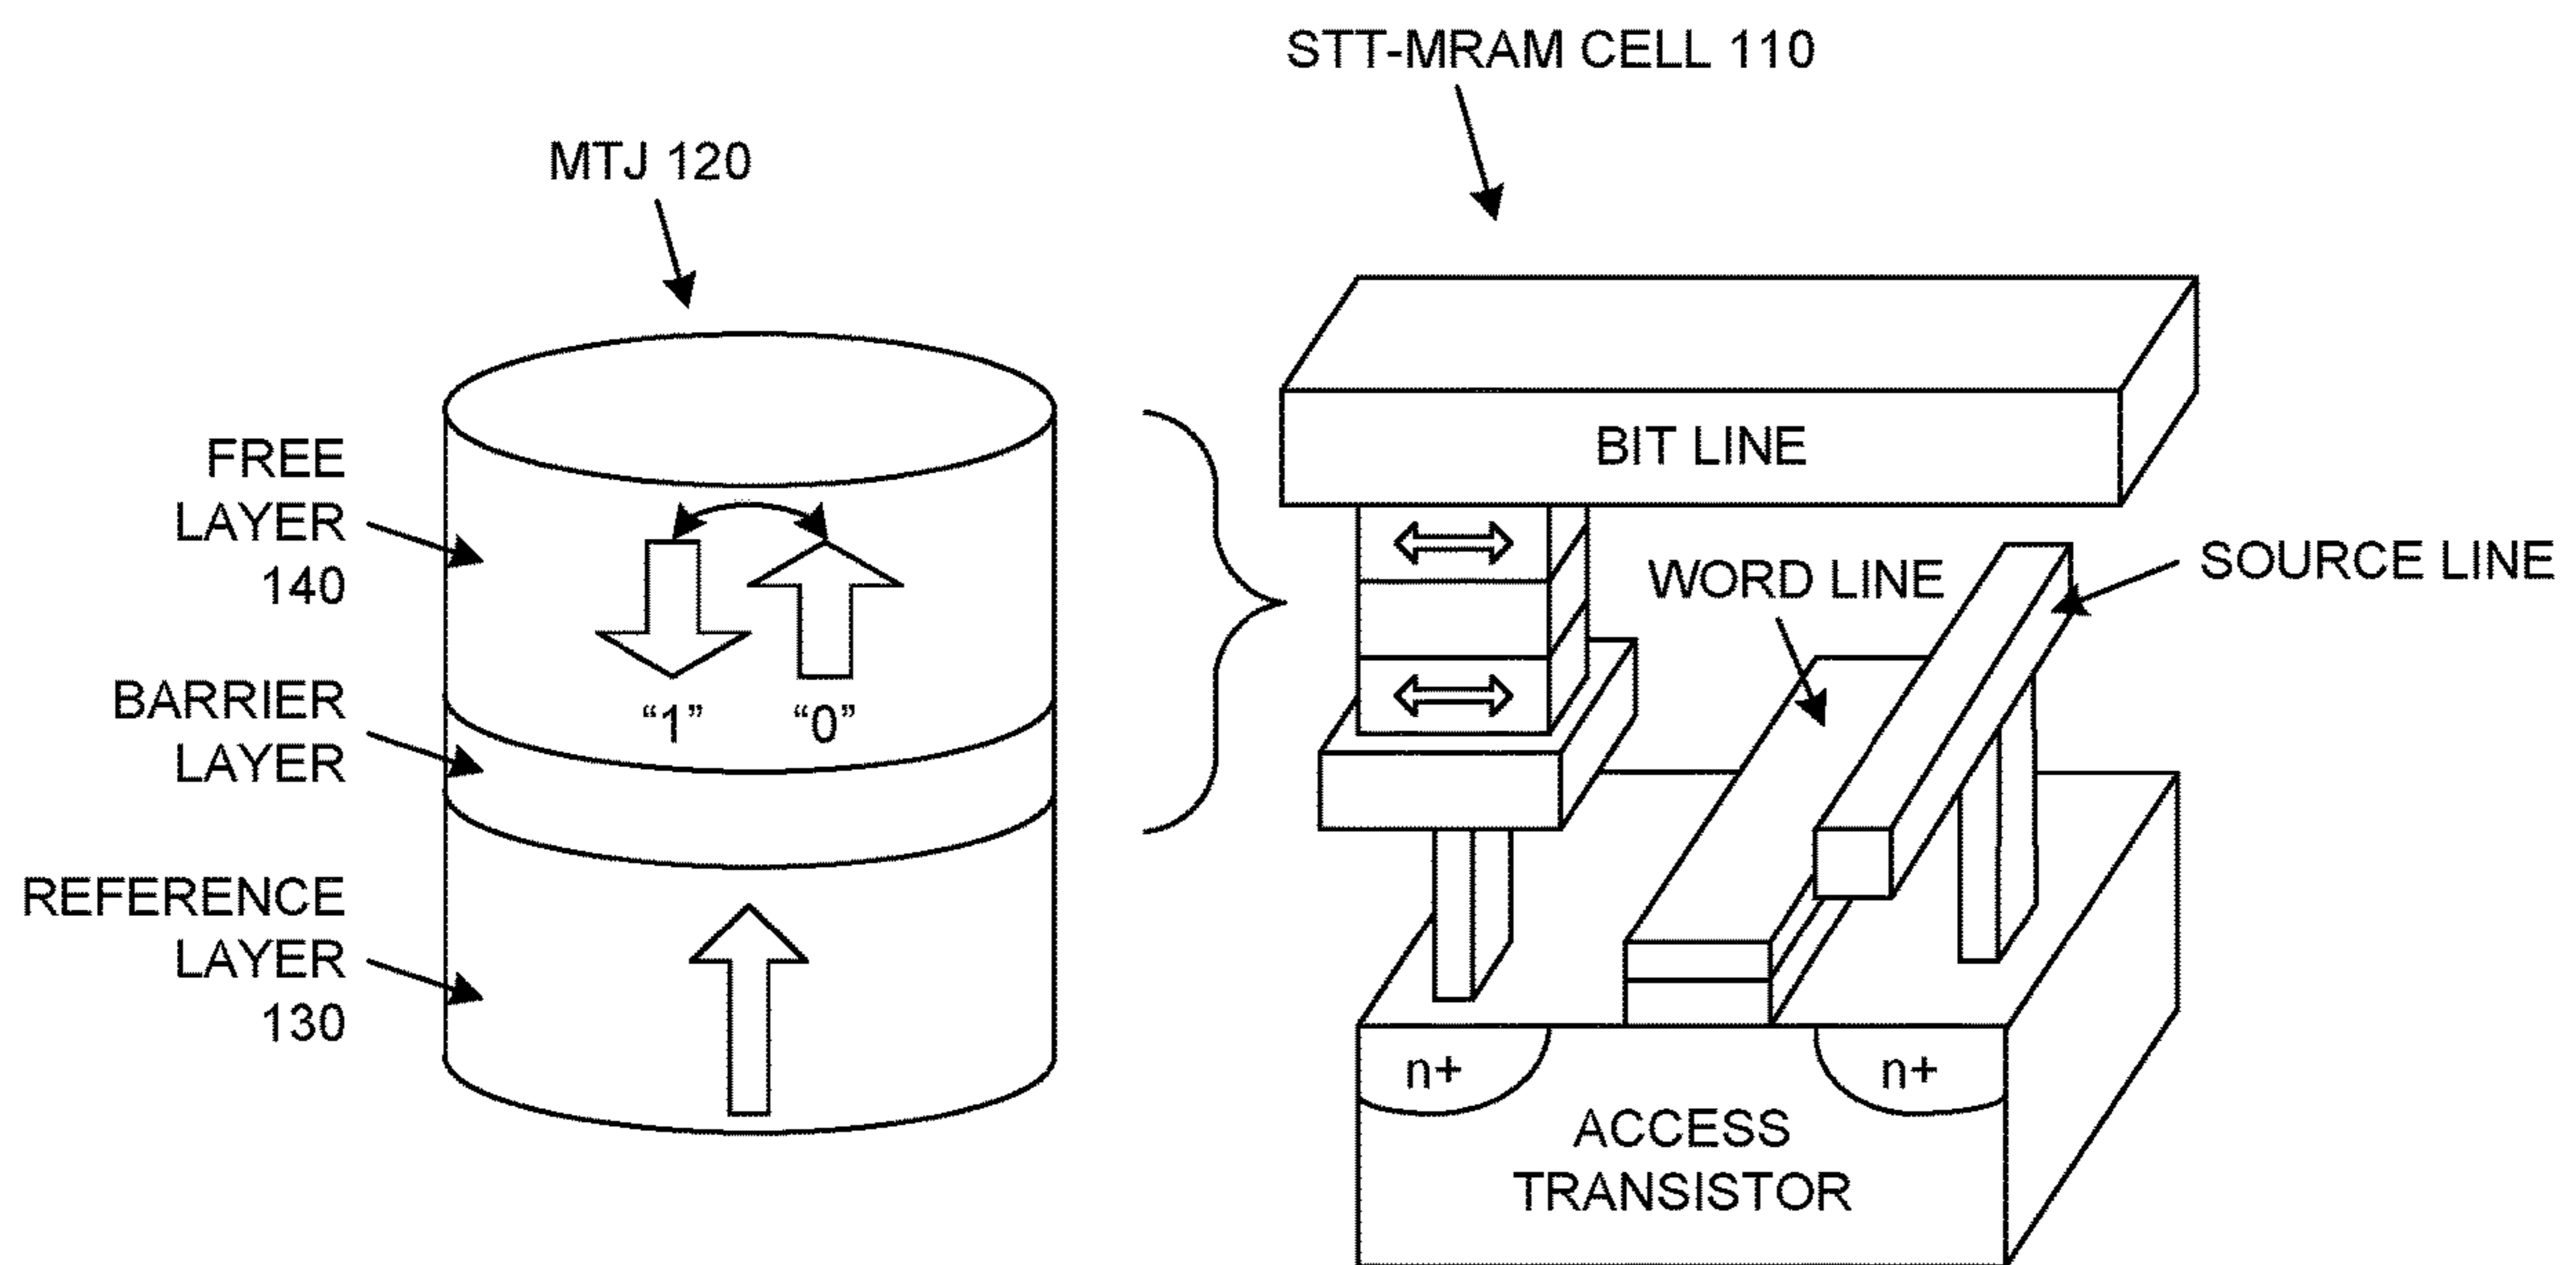 STT-MRAM CELL 110
MTJ 120
FREE
LAYER
140
BARRIER
LAYER
REFERENCE
LAYER
130
“1”
“0”
BIT LINE
WORD LINE
SOURCE LINE
n+
n+
ACCESS
TRANSISTOR